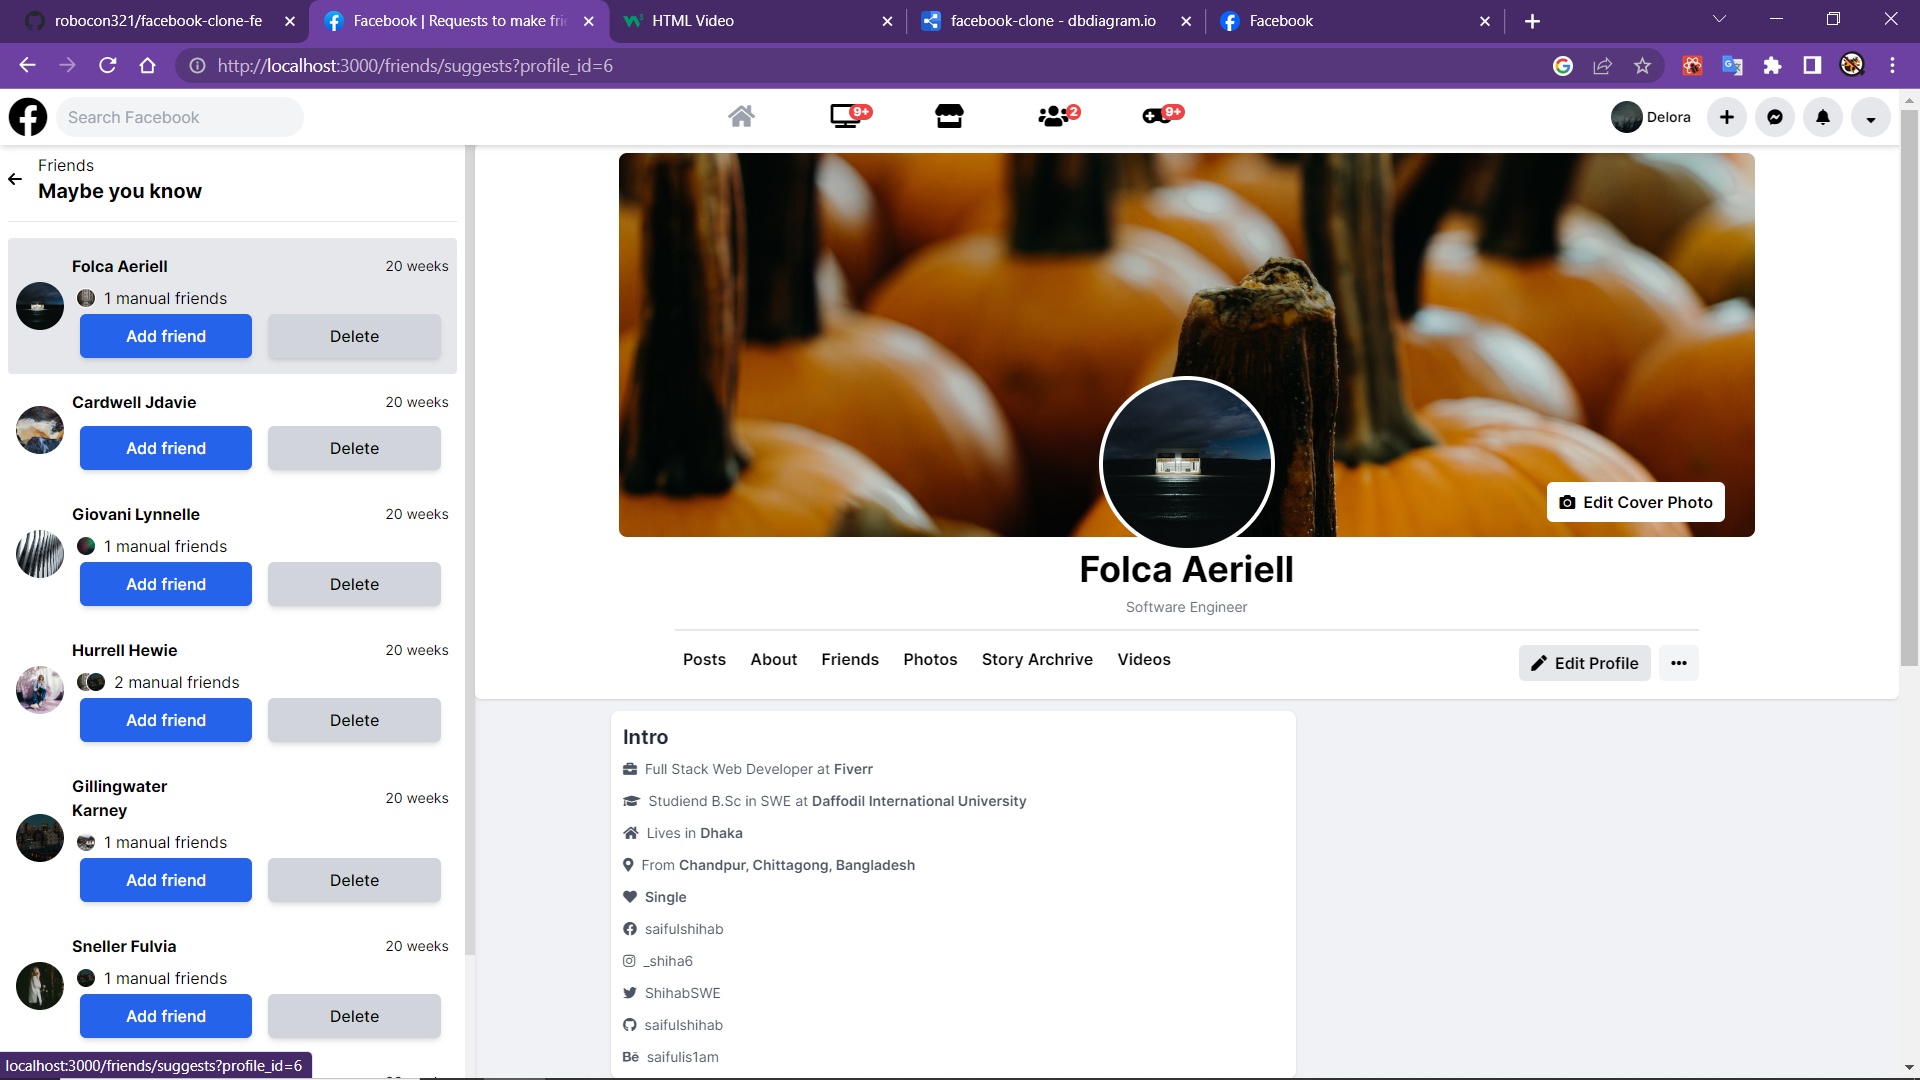 robocon321/facebook-clone-fe
Facebook | Requests to make frie
HTML Video
facebook-clone - dbdiagram.io
Facebook
http://localhost:3000/friends/suggests?profile_id=6
Search Facebook
9+
2
9+
Delora
Friends
Maybe you know
Folca Aeriell
20 weeks
1 manual friends
Add friend
Delete
Cardwell Jdavie
20 weeks
Add friend
Delete
Giovani Lynnelle
20 weeks
1 manual friends
Add friend
Delete
Hurrell Hewie
20 weeks
2 manual friends
Add friend
Delete
Gillingwater
Karney
20 weeks
1 manual friends
Add friend
Delete
Sneller Fulvia
20 weeks
1 manual friends
Add friend
Delete
localhost:3000/friends/suggests?profile_id=6
Edit Cover Photo
Folca Aeriell
Software Engineer
Posts
About
Friends
Photos
Story Archive
Videos
Edit Profile
Intro
Full Stack Web Developer at Fiverr
Studiend B.Sc in SWE at Daffodil International University
Lives in Dhaka
From Chandpur, Chittagong, Bangladesh
Single
saifulshihab
_shiha6
ShihabSWE
saifulshihab
saifulis1am